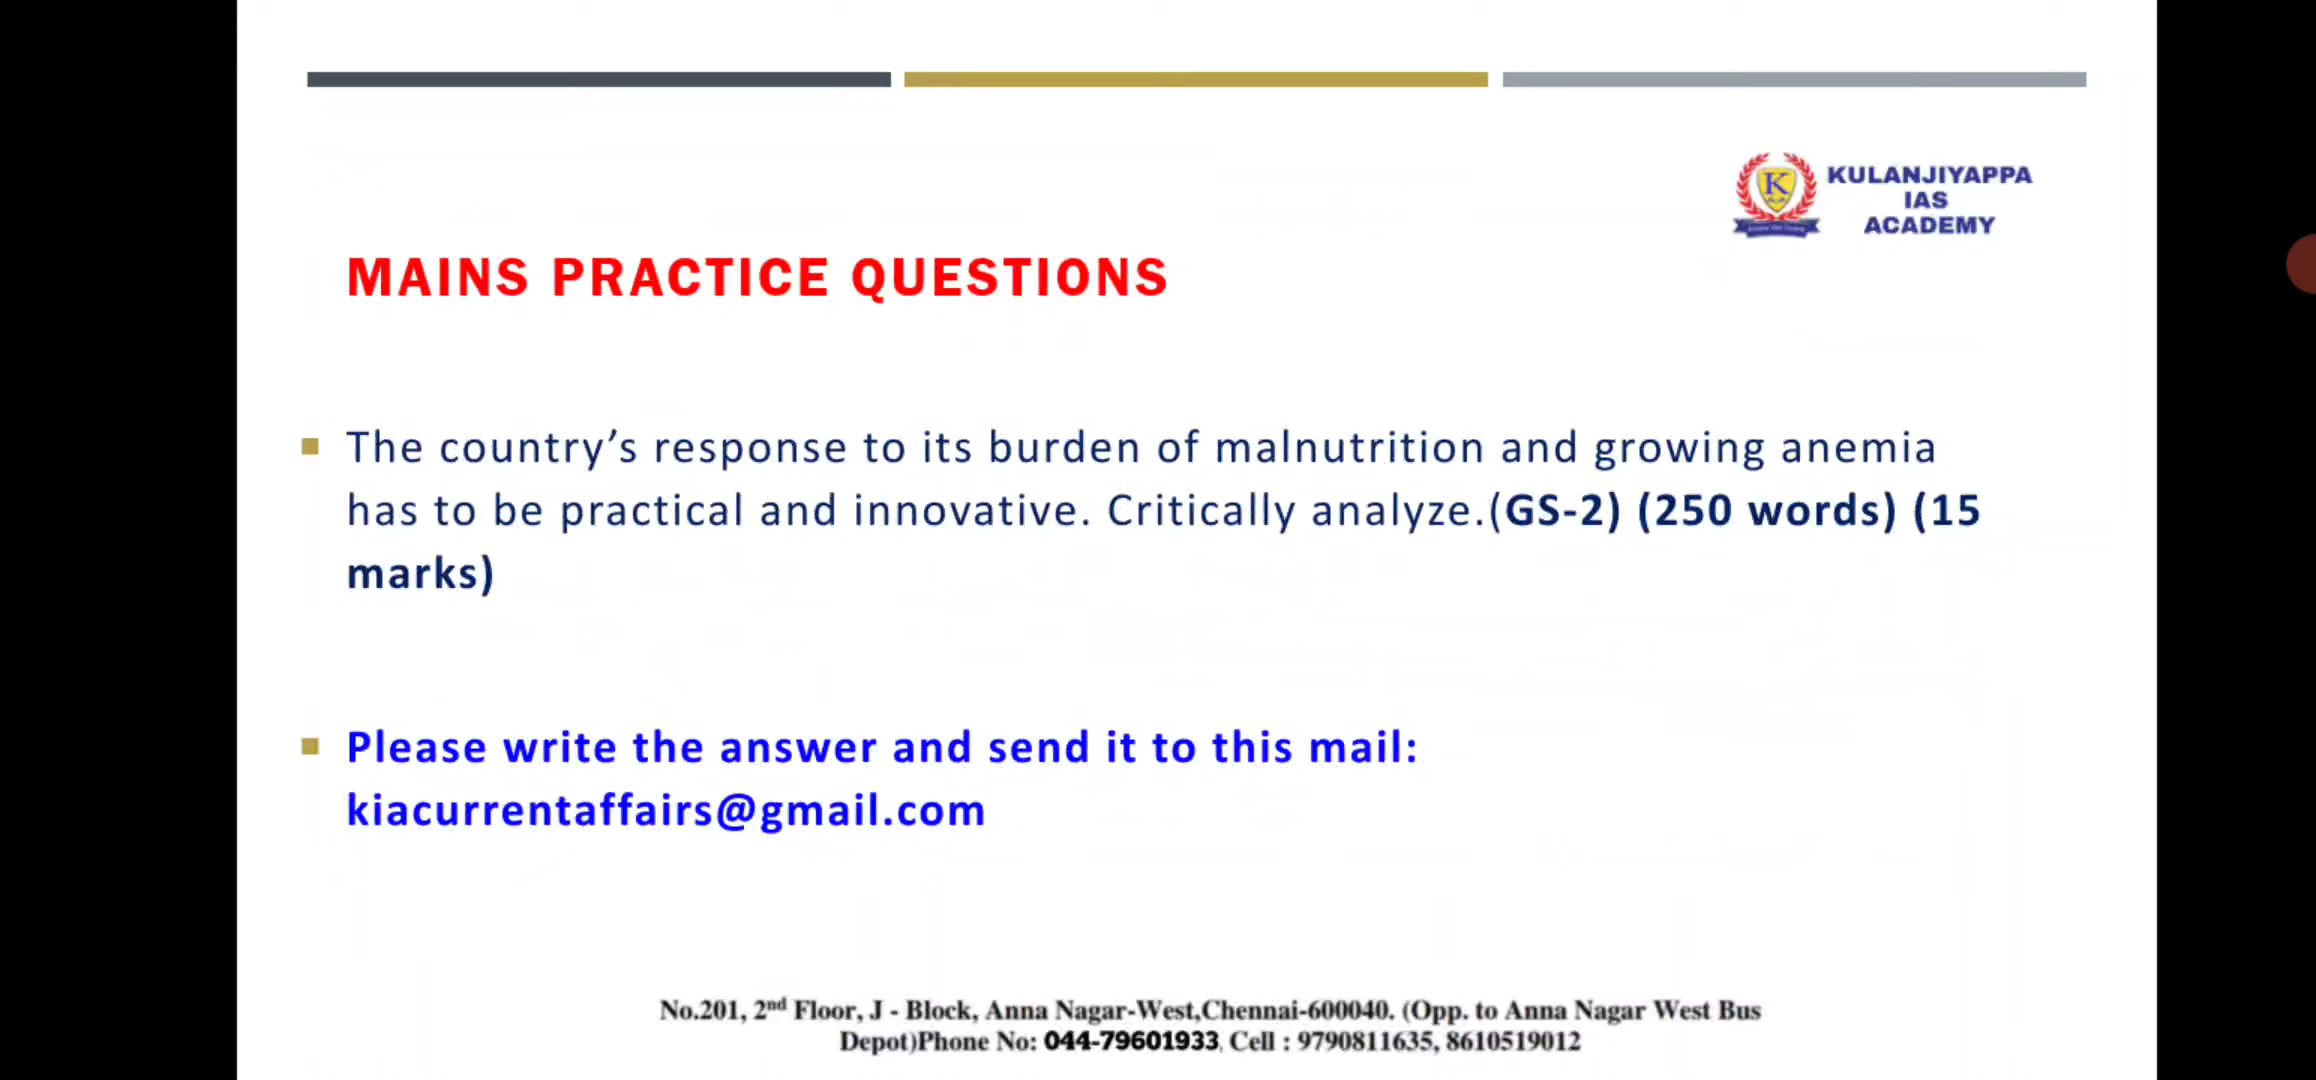 KULANJIYAPPA
IAS
ACADEMY
MAINS PRACTICE QUESTIONS
The country’s response to its burden of malnutrition and growing anemia
has to be practical and innovative. Critically analyze.(GS-2) (250 words) (15
marks)
Please write the answer and send it to this mail:
kiacurrentaffairs@gmail.com
No.201, 2nd Floor, J - Block, Anna Nagar-West,Chennai-600040. (Opp. to Anna Nagar West Bus
Depot)Phone No: 044-79601933, Cell : 9790811635, 8610519012